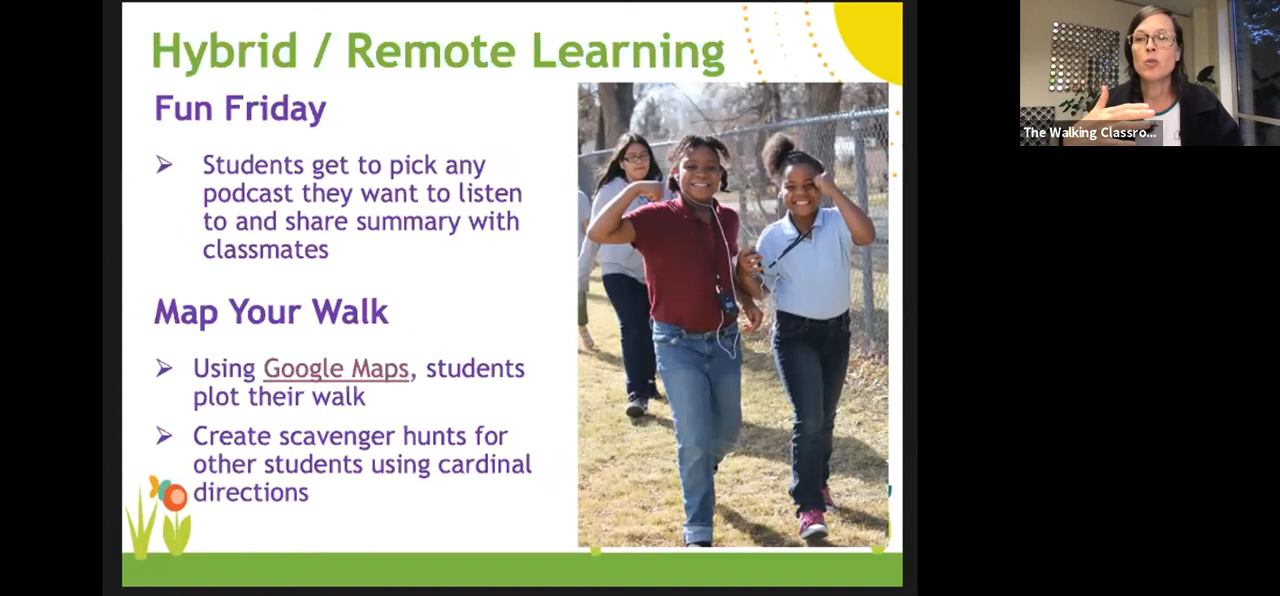 Hybrid / Remote Learning
Fun Friday
➢ Students get to pick any
podcast they want to listen
to and share summary with
classmates
Map Your Walk
➢ Using Google Maps, students
plot their walk
➢ Create scavenger hunts for
other students using cardinal
directions
The Walking Classro...